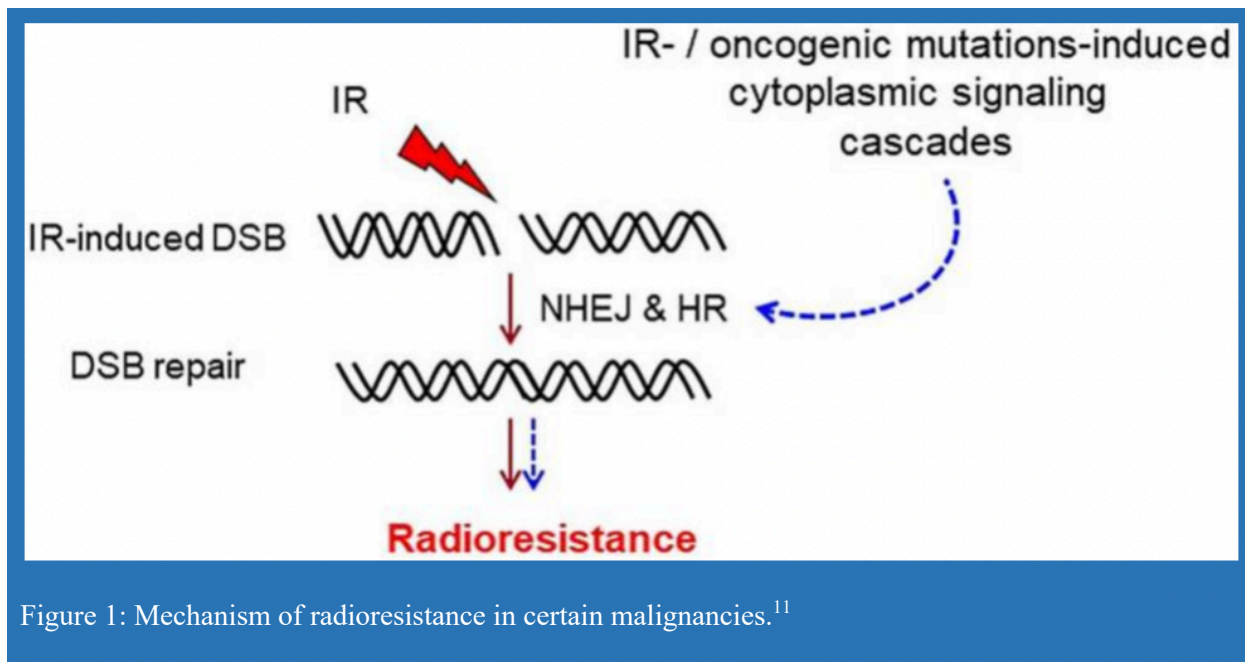 IR- / oncogenic mutations-induced
cytoplasmic signaling
cascades
IR
IR-induced DSB
NHEJ & HR
DSB repair
Radioresistance
Figure 1: Mechanism of radioresistance in certain malignancies.11